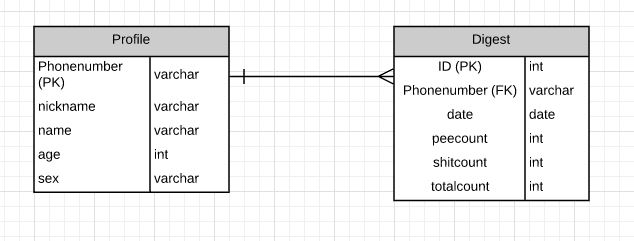 Profile
Phonenumber
(PK)
varchar
nickname varchar
name varchar
age int
sex varchar
Digest
ID (PK) int
Phonenumber (FK) varchar
date date
peecount int
shitcount int
totalcount int